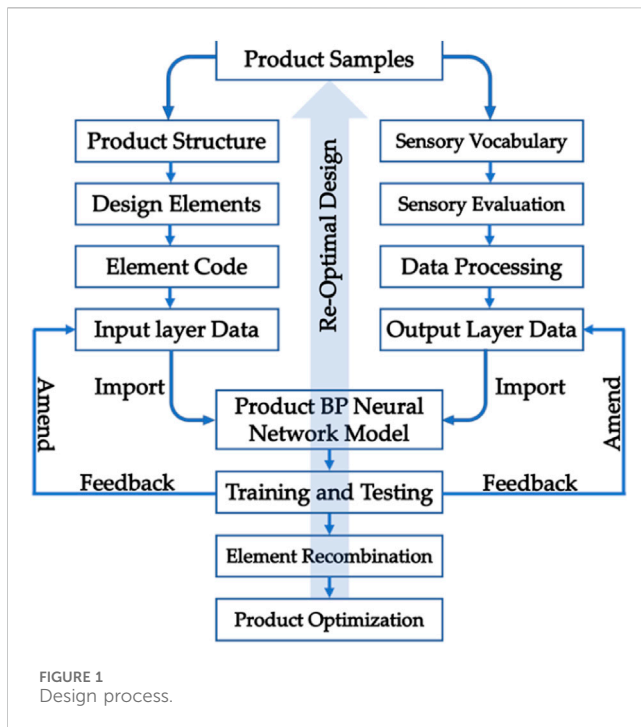 Product Samples
Product Structure
Sensory Vocabulary
Design Elements
Sensory Evaluation
Re-Optimal Design
Element Code
Data Processing
Input layer Data
Output Layer Data
Import
Import
Amend
Amend
Product BP Neural
Network Model
Feedback
Training and Testing
Feedback
Element Recombination
Product Optimization
FIGURE 1
Design process.